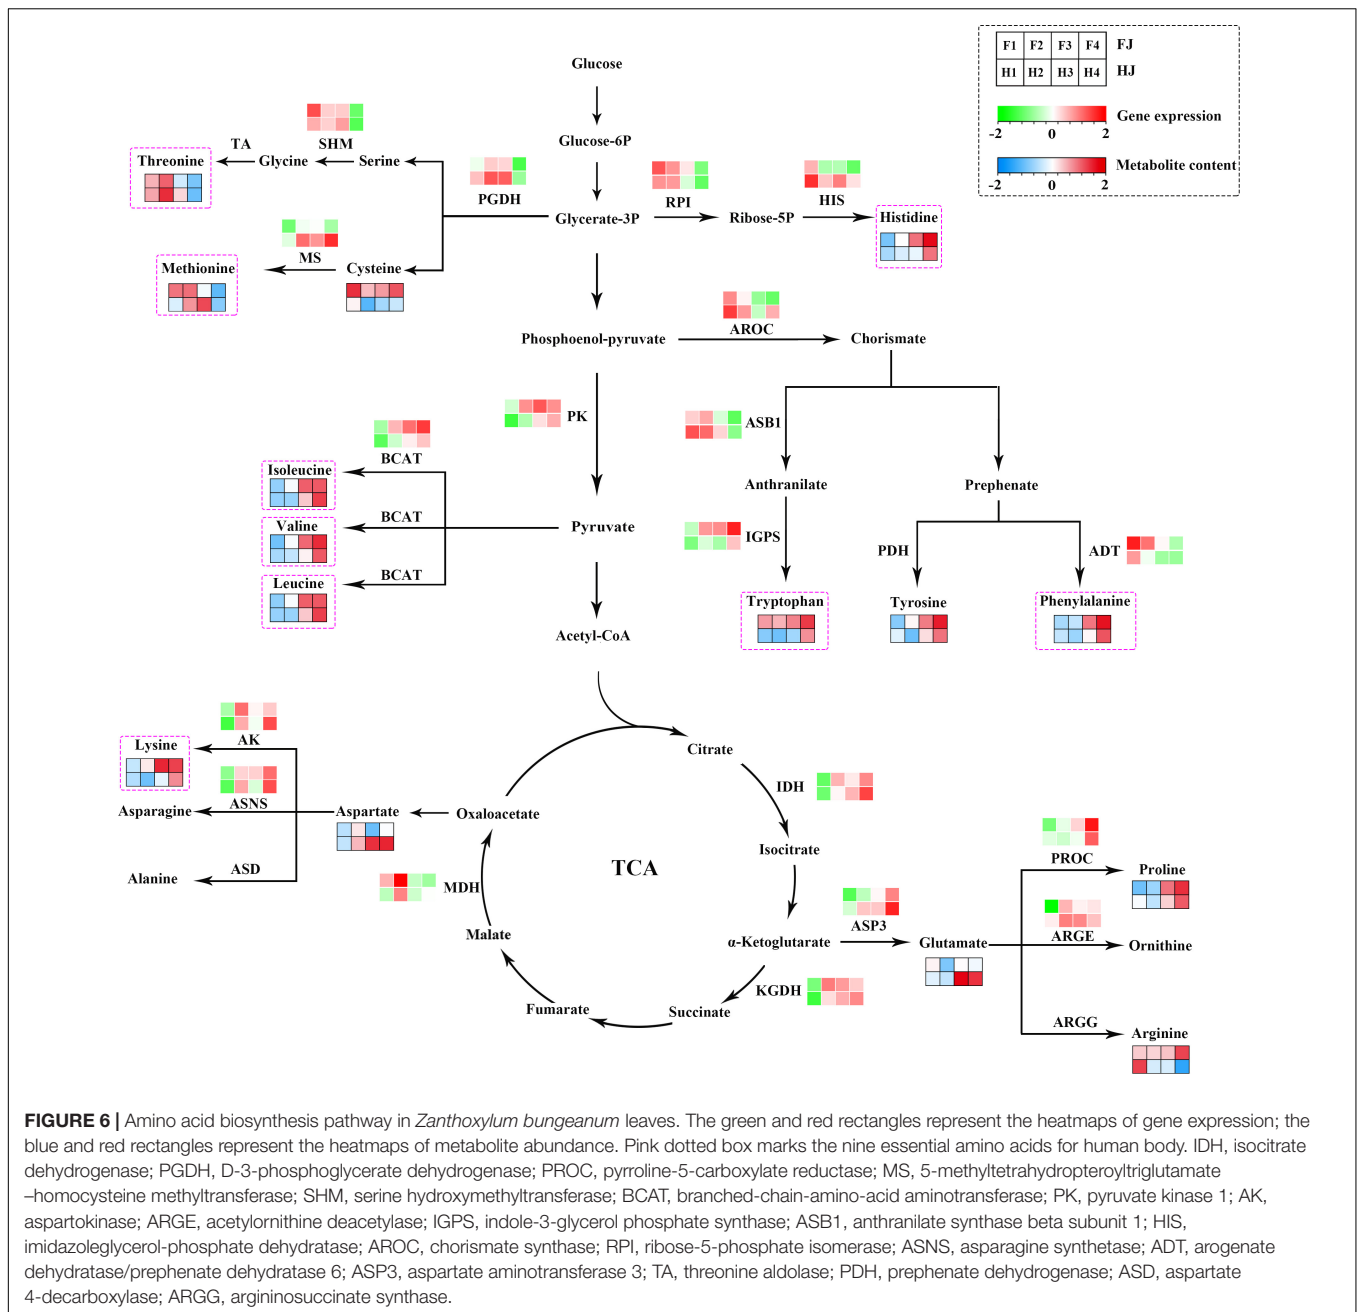 Glucose
F1 F2 F3 F4 FJ
H1 H2 H3 H4 HJ
Gene expression
-2 0 2
Metabolite content
-2 0 2
Glucose-6P
SHM
TA
Threonine
Glycine
Serine
PGDH
RPI
HIS
Glycerate-3P
Ribose-5P
Histidine
MS
Methionine
Cysteine
AROC
Phosphoenol-pyruvate
Chorismate
PK
ASB1
BCAT
Isoleucine
Anthranilate
Prephenate
Valine
BCAT
Pyruvate
IGPS
PDH
ADT
Leucine
BCAT
Tryptophan
Tyrosine
Phenylalanine
Acetyl-CoA
AK
Lysine
Citrate
ASNS
IDH
Asparagine
Aspartate
Oxaloacetate
Isocitrate
ASD
Alanine
TCA
MDH
PROC
Proline
ASP3
Malate
α-Ketoglutarate
Glutamate
ARGE
Ornithine
KGDH
Fumarate
Succinate
ARGG
Arginine
FIGURE 6 | Amino acid biosynthesis pathway in Zanthoxylum bungeanum leaves. The green and red rectangles represent the heatmaps of gene expression; the
blue and red rectangles represent the heatmaps of metabolite abundance. Pink dotted box marks the nine essential amino acids for human body. IDH, isocitrate
dehydrogenase; PGDH, D-3-phosphoglycerate dehydrogenase; PROC, pyrroline-5-carboxylate reductase; MS, 5-methyltetrahydropteroyltriglutamate
–homocysteine methyltransferase; SHM, serine hydroxymethyltransferase; BCAT, branched-chain-amino-acid aminotransferase; PK, pyruvate kinase 1; AK,
aspartokinase; ARGE, acetylornithine deacetylase; IGPS, indole-3-glycerol phosphate synthase; ASB1, anthranilate synthase beta subunit 1; HIS,
imidazoleglycerol-phosphate dehydratase; AROC, chorismate synthase; RPI, ribose-5-phosphate isomerase; ASNS, asparagine synthetase; ADT, arogenate
dehydratase/prephenate dehydratase 6; ASP3, aspartate aminotransferase 3; TA, threonine aldolase; PDH, prephenate dehydrogenase; ASD, aspartate
4-decarboxylase; ARGG, argininosuccinate synthase.